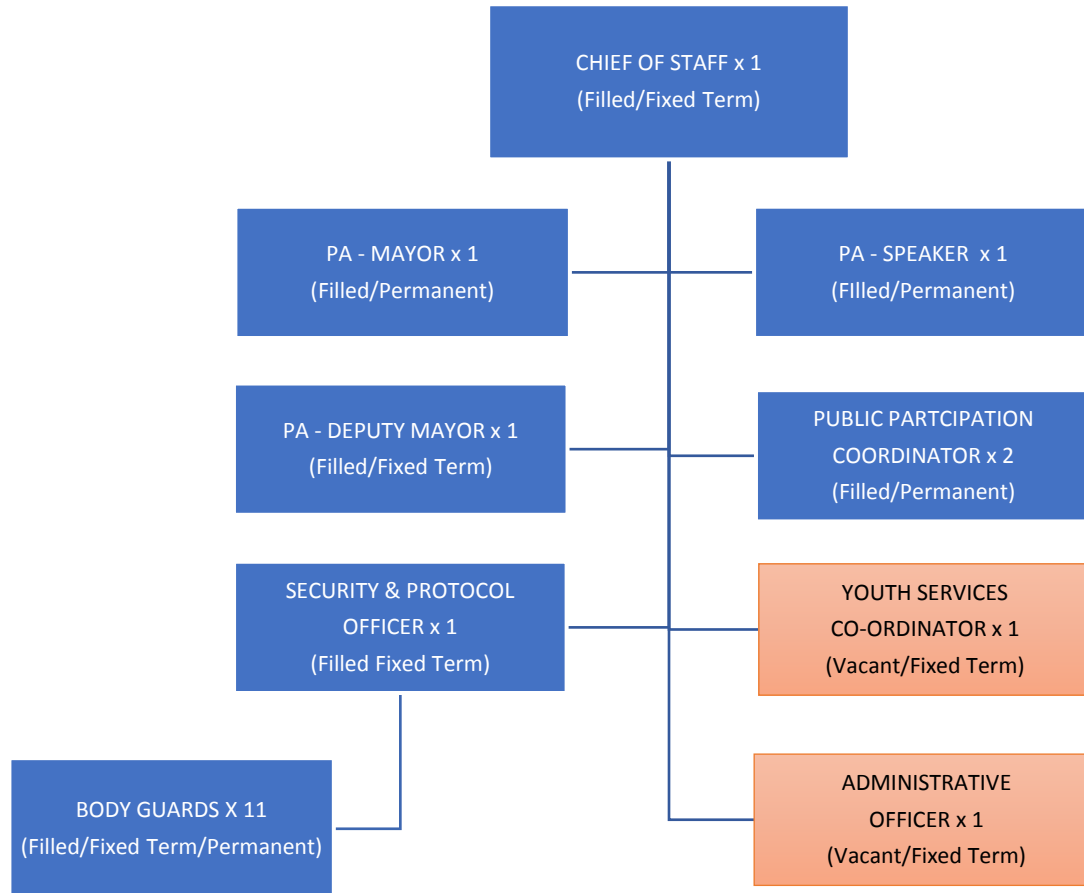 CHIEF OF STAFF x 1
(Filled/Fixed Term)
PA - MAYOR x 1
(Filled/Permanent)
PA - SPEAKER x 1
(FIlled/Permanent)
PA - DEPUTY MAYOR x 1
(Filled/Fixed Term)
PUBLIC PARTCIPATION
COORDINATOR x 2
(Filled/Permanent)
SECURITY & PROTOCOL
OFFICER x 1
(Filled Fixed Term)
YOUTH SERVICES
CO-ORDINATOR x 1
(Vacant/Fixed Term)
BODY GUARDS X 11
(Filled/Fixed Term/Permanent)
ADMINISTRATIVE
OFFICER x 1
(Vacant/Fixed Term)